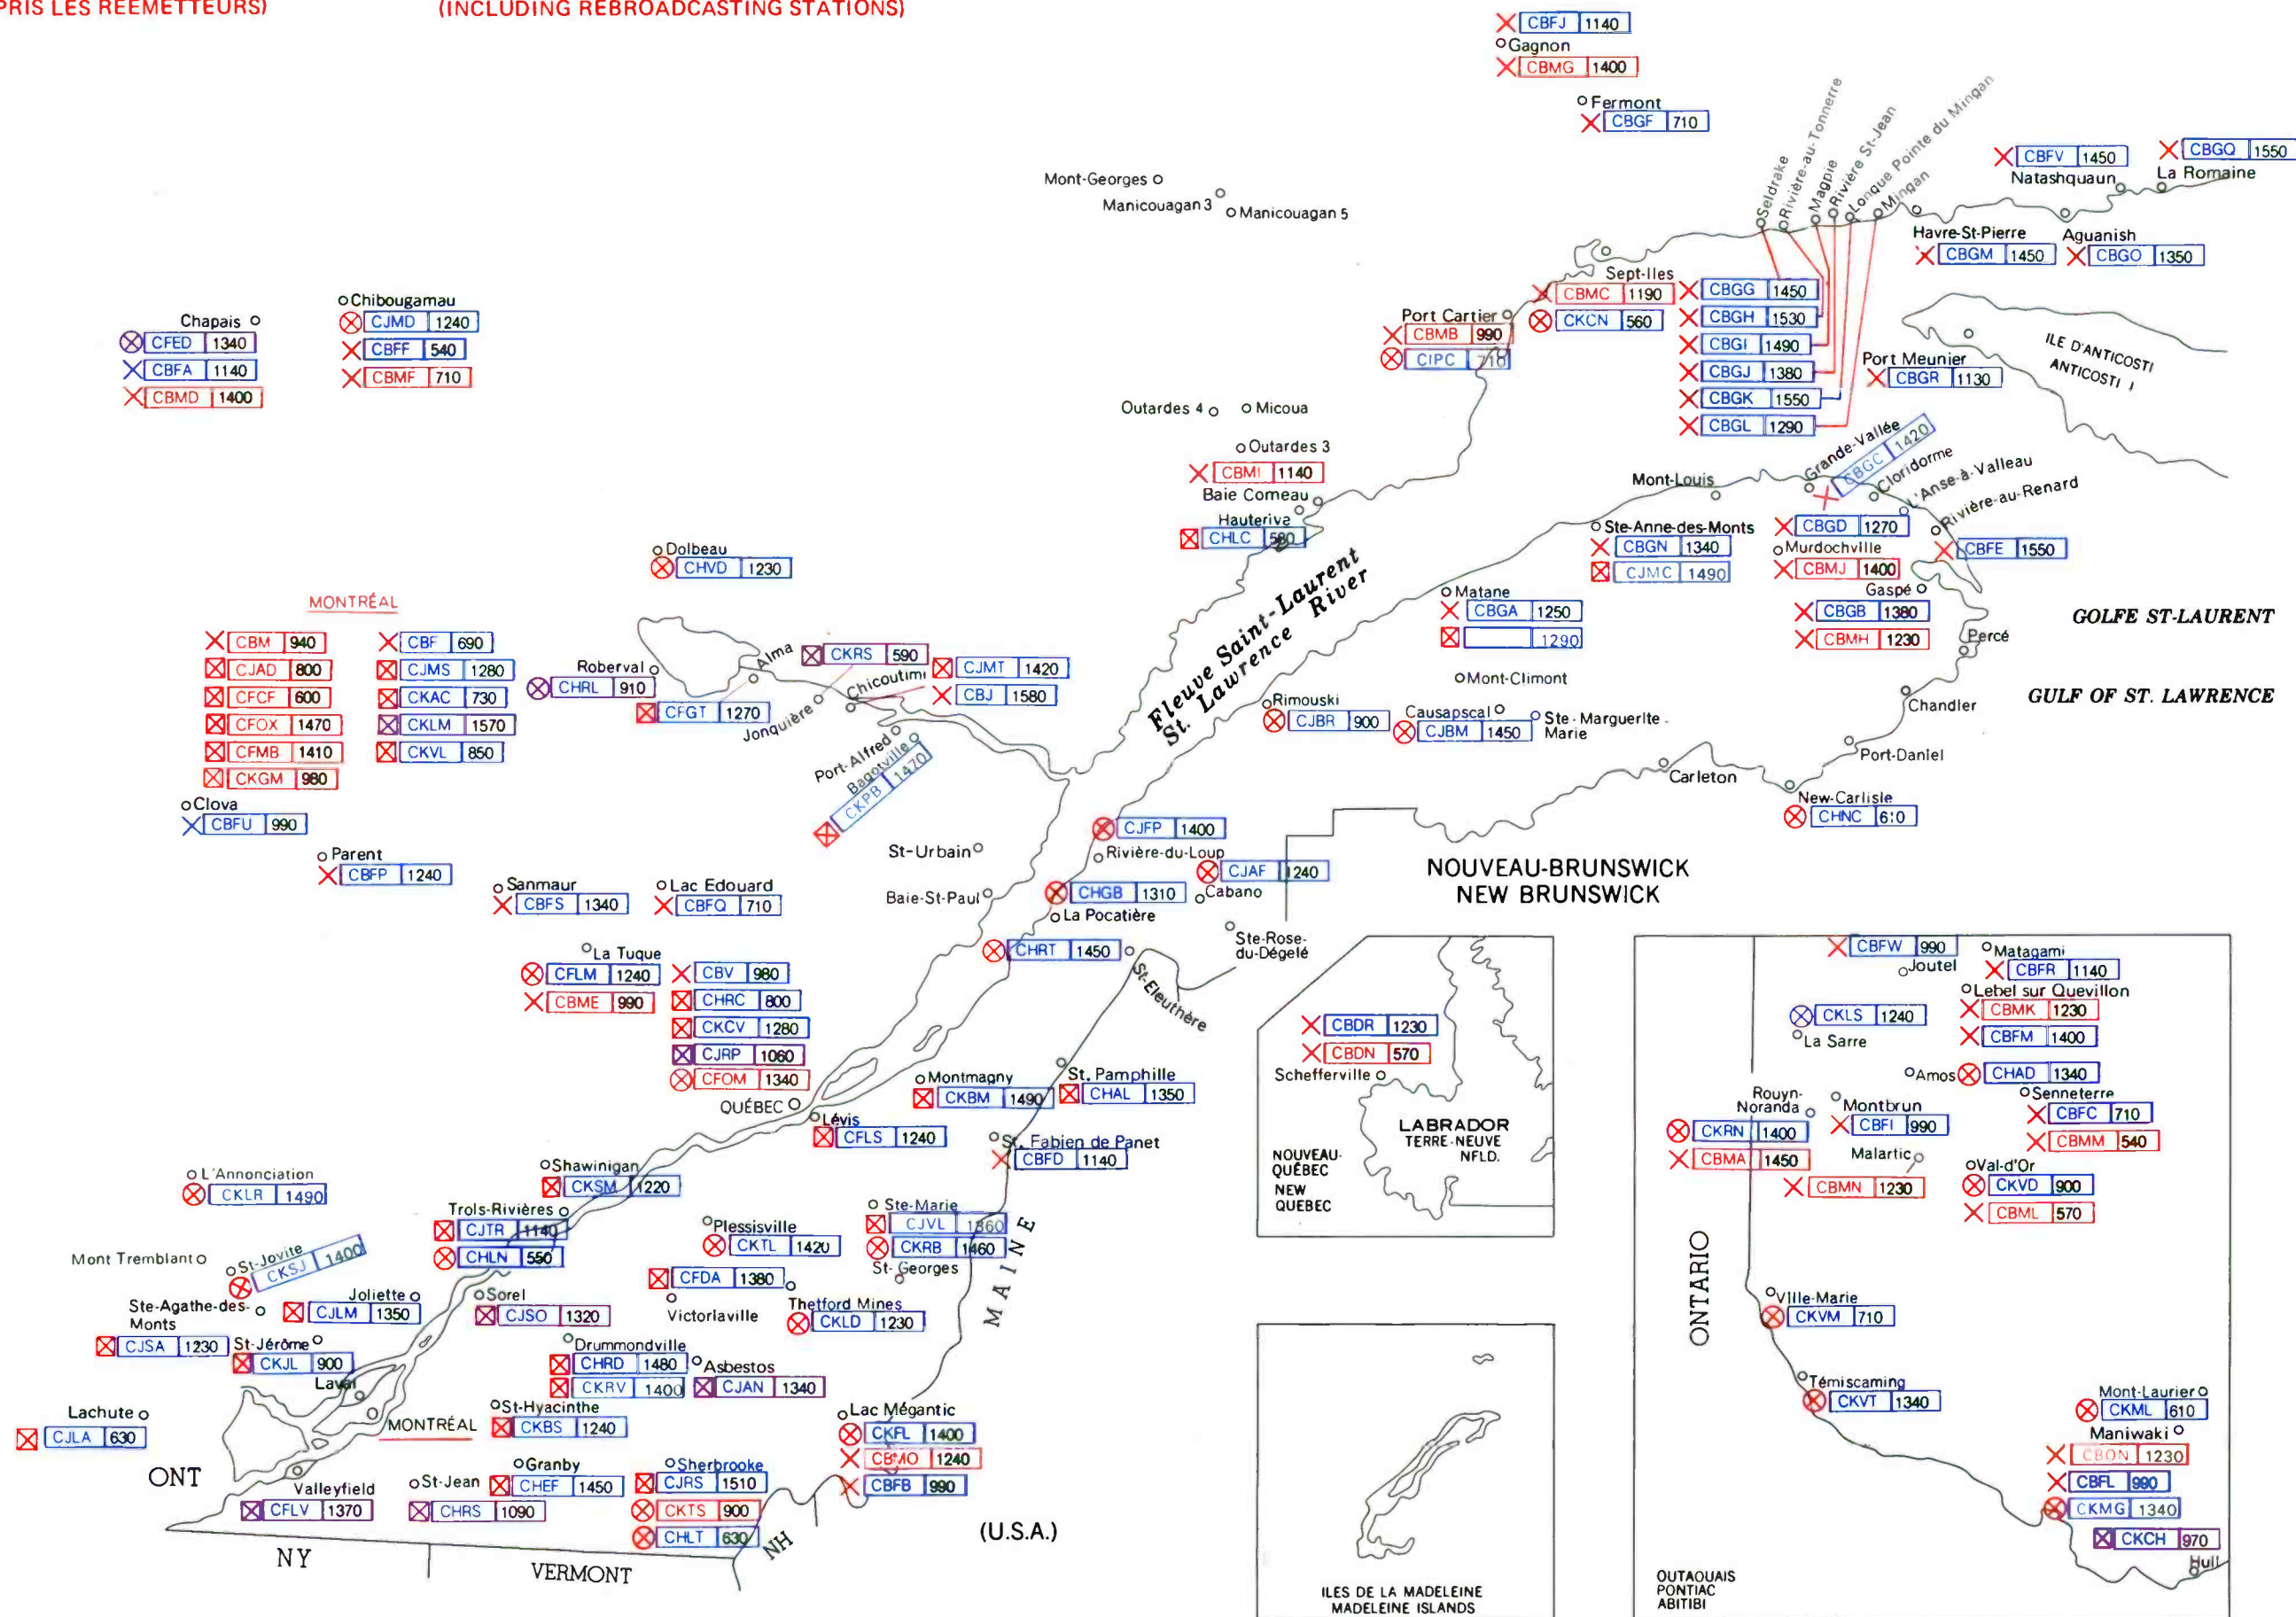 PRIS LES RÉÉMETTEURS)
(INCLUDING REBROADCASTING STATIONS)
CBFJ 1140
Gagnon
CBMG 1400
Fermont
CBGF 710
Mont-Georges
Manicouagan 3
Manicouagan 5
Seldrake
Rivière-au-Tonnerre
Magpie
Rivière St-Jean
Longue Pointe du Mingan
Mingan
CBFV 1450
Natashquaun
CBGQ 1550
La Romaine
Havre-St-Pierre
CBGM 1450
Aguanish
CBGO 1350
Sept-Iles
CBMC 1190
CKCN 560
CBGG 1450
CBGH 1530
CBGI 1490
CBGJ 1380
CBGK 1550
CBGL 1290
Port Cartier
CBMB 990
CIPC 710
Port Meunier
CBGR 1130
ILE D'ANTICOSTI
ANTICOSTI I
Chapais
CFED 1340
CBFA 1140
CBMD 1400
Chibougamau
CJMD 1240
CBFF 540
CBMF 710
Outardes 4
Micoua
Outardes 3
CBMI 1140
Baie Comeau
Hauterive
CHLC 580
Mont-Louis
Grande-Vallée
CBGC 1420
Cloridorme
L'Anse-à-Valleau
Rivière-au-Renard
CBFE 1550
Ste-Anne-des-Monts
CBGN 1340
CJMC 1490
CBGD 1270
Murdochville
CBMJ 1400
Gaspé
CBGB 1380
CBMH 1230
Percé
GOLFE ST-LAURENT
GULF OF ST. LAWRENCE
Matane
CBGA 1250
1290
Mont-Climont
Dolbeau
CHVD 1230
MONTRÉAL
CBM 940
CBF 690
CJAD 800
CJMS 1280
CFCF 600
CKAC 730
CFOX 1470
CKLM 1570
CFMB 1410
CKVL 850
CKGM 980
Roberval
CHRL 910
Alma
CKRS 590
CFGT 1270
Jonquière
Chicoutimi
CJMT 1420
CBJ 1580
Port-Alfred
Bagotville
CKPB 1470
Fleuve Saint-Laurent
St. Lawrence River
Rimouski
CJBR 900
Causapscal
CJBM 1450
Ste-Marguerite-
Marie
Chandler
Port-Daniel
Carleton
New-Carlisle
CHNC 610
Clova
CBFU 990
Parent
CBFP 1240
Sanmaur
CBFS 1340
Lac Edouard
CBFQ 710
St-Urbain
Baie-St-Paul
CJFP 1400
Rivière-du-Loup
CJAF 1240
Cabano
CHGB 1310
La Pocatière
CHRT 1450
St-Eleuthère
Ste-Rose-
du-Dégelé
NOUVEAU-BRUNSWICK
NEW BRUNSWICK
La Tuque
CFLM 1240
CBME 990
CBV 980
CHRC 800
CKCV 1280
CJRP 1060
CFOM 1340
QUÉBEC
Lévis
CFLS 1240
Montmagny
CKBM 1490
St. Pamphille
CHAL 1350
St. Fabien de Panet
CBFD 1140
CBDR 1230
CBDN 570
Schefferville
LABRADOR
TERRE-NEUVE
NFLD.
NOUVEAU-
QUÉBEC
NEW
QUEBEC
L'Annonciation
CKLR 1490
Shawinigan
CKSM 1220
Trois-Rivières
CJTR 1140
CHLN 550
Plessisville
CKTL 1420
Ste-Marie
CJVL 1360
CKRB 1460
St-Georges
MAINE
Mont Tremblant
St-Jovite
CKSJ 1400
Ste-Agathe-des-
Monts
CJSA 1230
Joliette
CJLM 1350
St-Jérôme
CKJL 900
Laval
Sorel
CJSO 1320
CFDA 1380
Victoriaville
Thetford Mines
CKLD 1230
Drummondville
CHRD 1480
CKRV 1400
Asbestos
CJAN 1340
Lachute
CJLA 630
MONTRÉAL
St-Hyacinthe
CKBS 1240
Lac Mégantic
CKFL 1400
CBMO 1240
CBFB 990
ONT
Valleyfield
CFLV 1370
St-Jean
CHRS 1090
Granby
CHEF 1450
Sherbrooke
CJRS 1510
CKTS 900
CHLT 630
NY
VERMONT
NH
(U.S.A.)
ILES DE LA MADELEINE
MADELEINE ISLANDS
CBFW 990
Joutel
Matagami
CBFR 1140
Lebel sur Quevillon
CBMK 1230
CBFM 1400
CKLS 1240
La Sarre
Amos
CHAD 1340
Rouyn-
Noranda
CKRN 1400
CBMA 1450
Montbrun
CBFI 990
Senneterre
CBFC 710
CBMM 540
Malartic
CBMN 1230
Val-d'Or
CKVD 900
CBML 570
ONTARIO
Ville-Marie
CKVM 710
Témiscaming
CKVT 1340
Mont-Laurier
CKML 610
Maniwaki
CBON 1230
CBFL 990
CKMG 1340
CKCH 970
Hull
OUTAOUAIS
PONTIAC
ABITIBI